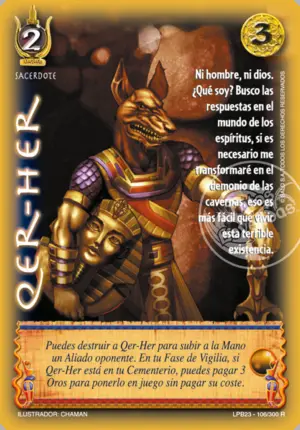 2
3
SACERDOTE
QER-HER
Ni hombre, ni dios.
¿Qué soy? Busco las
respuestas en el
mundo de los
espíritus, si es
necesario me
transformaré en el
demonio de las
cavernas, eso es
más fácil que vivir
esta terrible
existencia.
TODOS LOS DERECHOS RESERVADOS
Puedes destruir a Qer-Her para subir a la Mano
un Aliado oponente. En tu Fase de Vigilia, si
Qer-Her está en tu Cementerio, puedes pagar 3
Oros para ponerlo en juego sin pagar su coste.
ILUSTRADOR: CHAMAN
LPB23 - 106/300 R